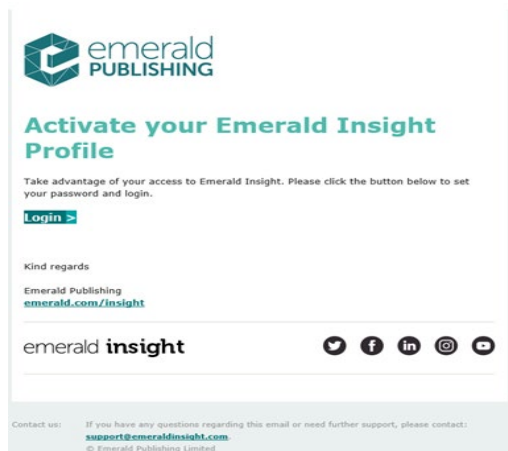 emerald
PUBLISHING
Activate your Emerald Insight
Profile
Take advantage of your access to Emerald Insight. Please click the button below to set
your password and login.
Login >
Kind regards
Emerald Publishing
emerald.com/insight
emerald insight
Contact us: If you have any questions regarding this email or need further support, please contact:
support@emeraldinsight.com.
© Emerald Publishing Limited